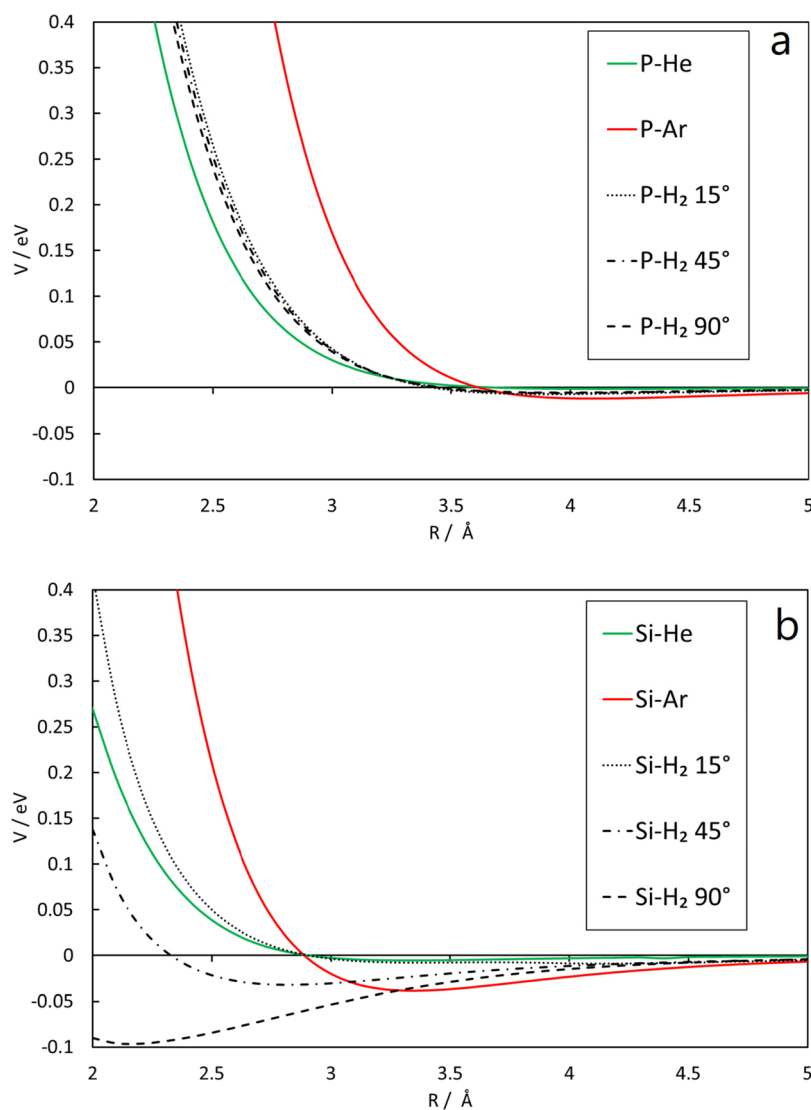 a
V / eV
0.4
0.35
0.3
0.25
0.2
0.15
0.1
0.05
0
-0.05
-0.1
P-He
P-Ar
P-H₂ 15°
P-H₂ 45°
P-H₂ 90°
2 2.5 3 3.5 4 4.5 5
R / Å
b
V / eV
0.4
0.35
0.3
0.25
0.2
0.15
0.1
0.05
0
-0.05
-0.1
Si-He
Si-Ar
Si-H₂ 15°
Si-H₂ 45°
Si-H₂ 90°
2 2.5 3 3.5 4 4.5 5
R / Å